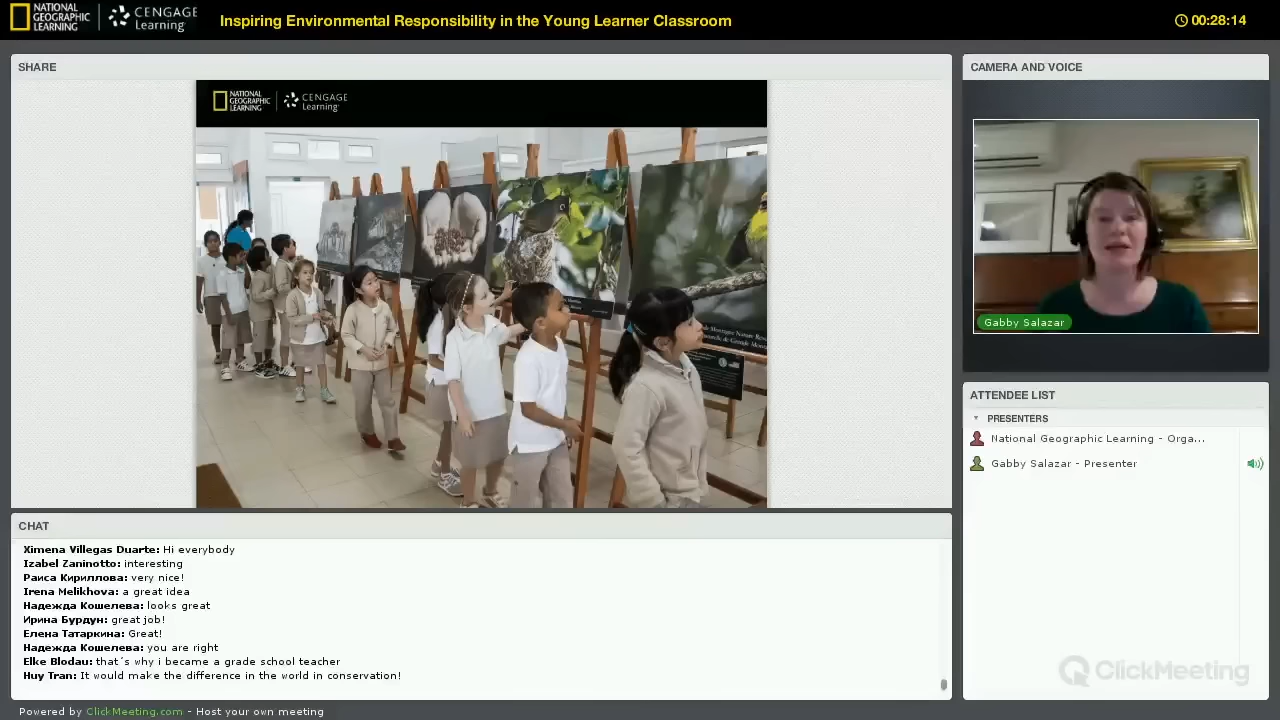 NATIONAL
GEOGRAPHIC
LEARNING
CENGAGE
Learning®
Inspiring Environmental Responsibility in the Young Learner Classroom
00:28:14
SHARE
NATIONAL
GEOGRAPHIC
LEARNING
CENGAGE
Learning®
CAMERA AND VOICE
Gabby Salazar
ATTENDEE LIST
PRESENTERS
National Geographic Learning - Orga...
Gabby Salazar - Presenter
CHAT
Ximena Villegas Duarte: Hi everybody
Izabel Zaninotto: interesting
Раиса Кириллова: very nice!
Irena Melikhova: a great idea
Надежда Кошелева: looks great
Ирина Бурдун: great job!
Елена Татаркина: Great!
Надежда Кошелева: you are right
Elke Blodau: that´s why i became a grade school teacher
Huy Tran: It would make the difference in the world in conservation!
ClickMeeting
Powered by ClickMeeting.com - Host your own meeting